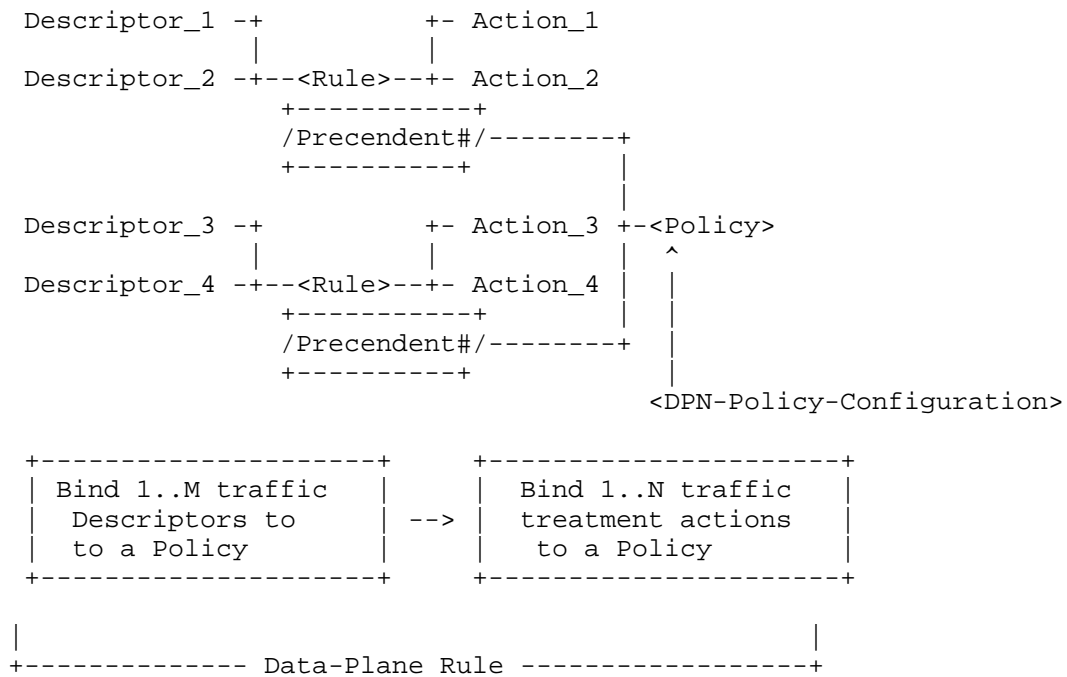 Descriptor_1 -+ +- Action_1
| |
Descriptor_2 -+--<Rule>--+- Action_2
+-----------+
/Precendent#/--------+
+----------+ |
|
Descriptor_3 -+ +- Action_3 +-<Policy>
| | | ^
Descriptor_4 -+--<Rule>--+- Action_4 | |
+-----------+ | |
/Precendent#/--------+ |
+----------+ |
<DPN-Policy-Configuration>
+---------------------+ +----------------------+
| Bind 1..M traffic | | Bind 1..N traffic |
| Descriptors to | --> | treatment actions |
| to a Policy | | to a Policy |
+---------------------+ +----------------------+
| |
+-------------- Data-Plane Rule ------------------+